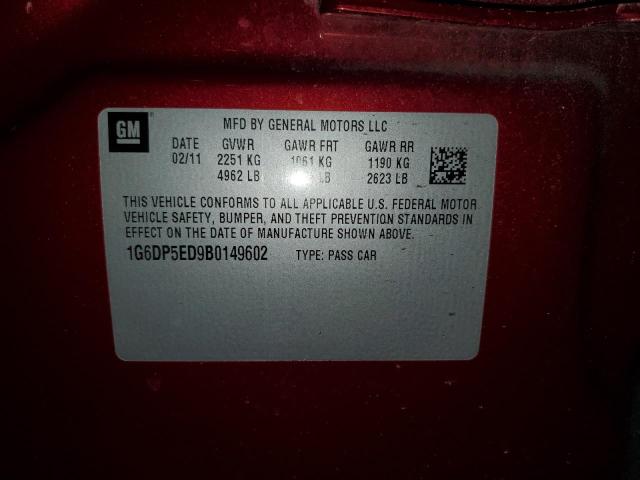 GM
MFD BY GENERAL MOTORS LLC
DATE GVWR GAWR FRT GAWR RR
02/11 2251 KG 1061 KG 1190 KG
4962 LB LB 2623 LB
THIS VEHICLE CONFORMS TO ALL APPLICABLE U.S. FEDERAL MOTOR
VEHICLE SAFETY, BUMPER, AND THEFT PREVENTION STANDARDS IN
EFFECT ON THE DATE OF MANUFACTURE SHOWN ABOVE.
1G6DP5ED9B0149602 TYPE: PASS CAR